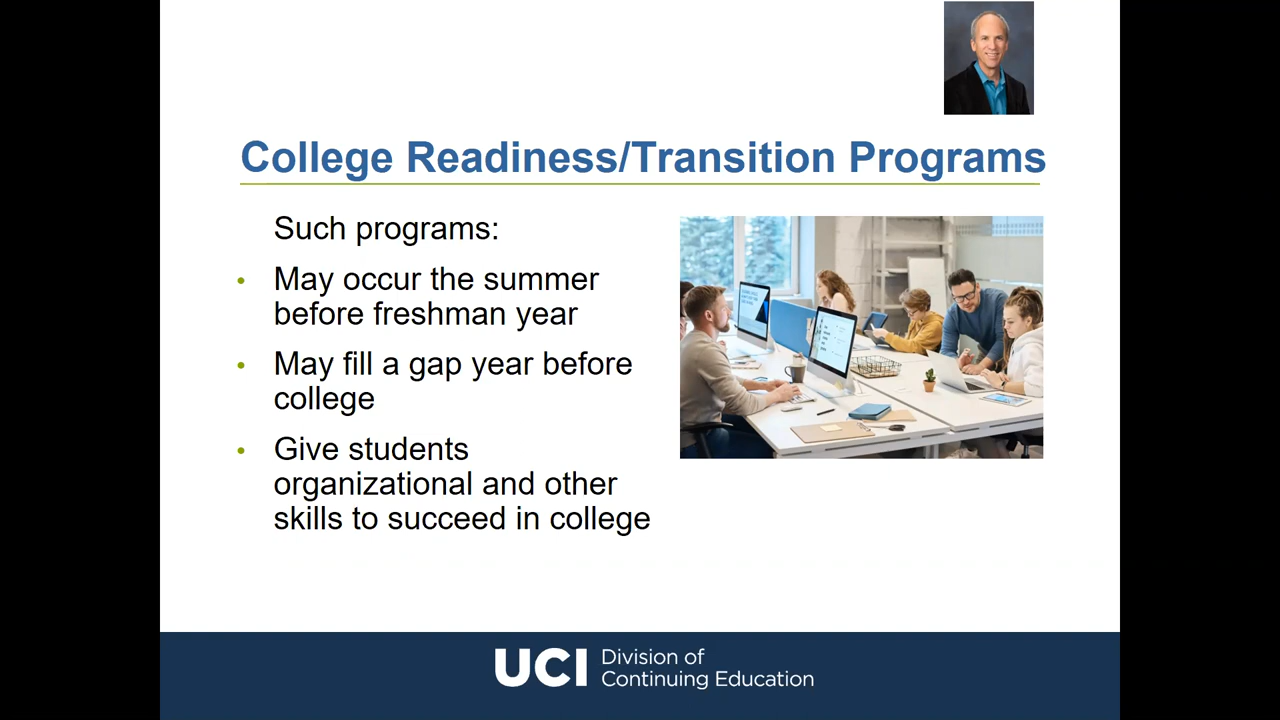 College Readiness/Transition Programs
Such programs:
• May occur the summer
before freshman year
• May fill a gap year before
college
• Give students
organizational and other
skills to succeed in college
UCI Division of
Continuing Education